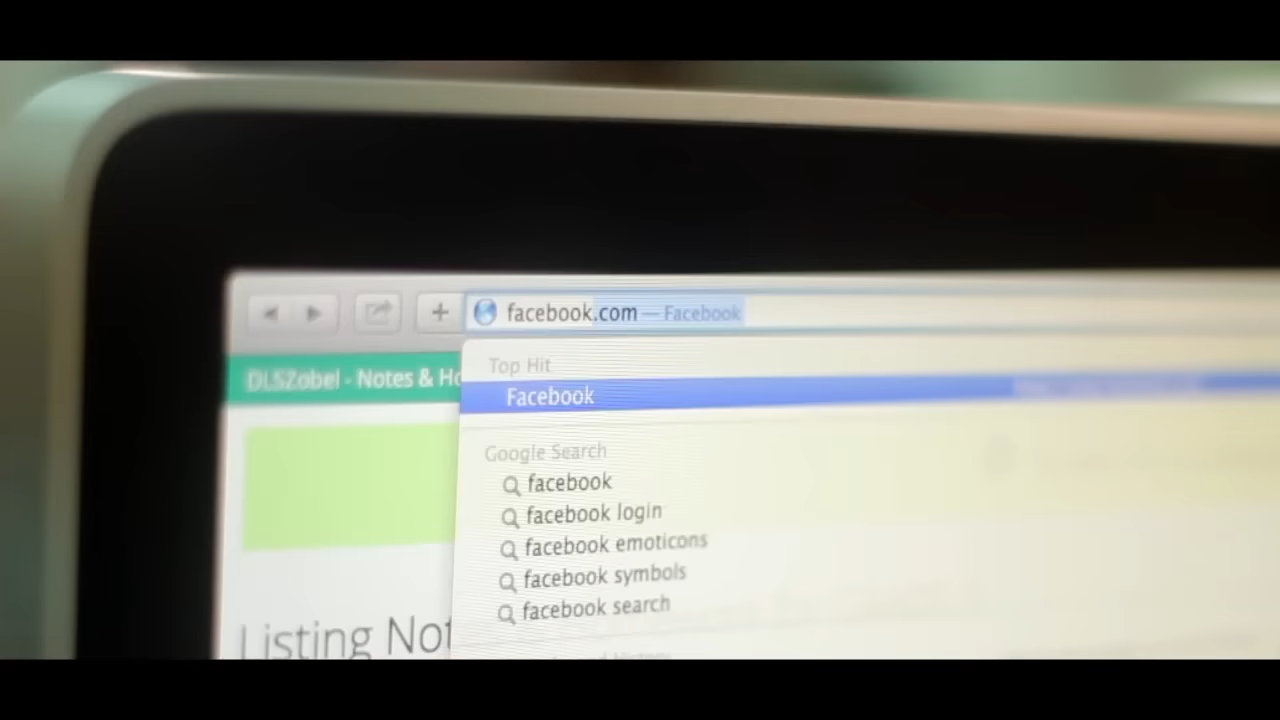 facebook.com — Facebook
DLSZobel - Notes & Ho
Top Hit
Facebook
Google Search
facebook
facebook login
facebook emoticons
facebook symbols
facebook search
Listing Not